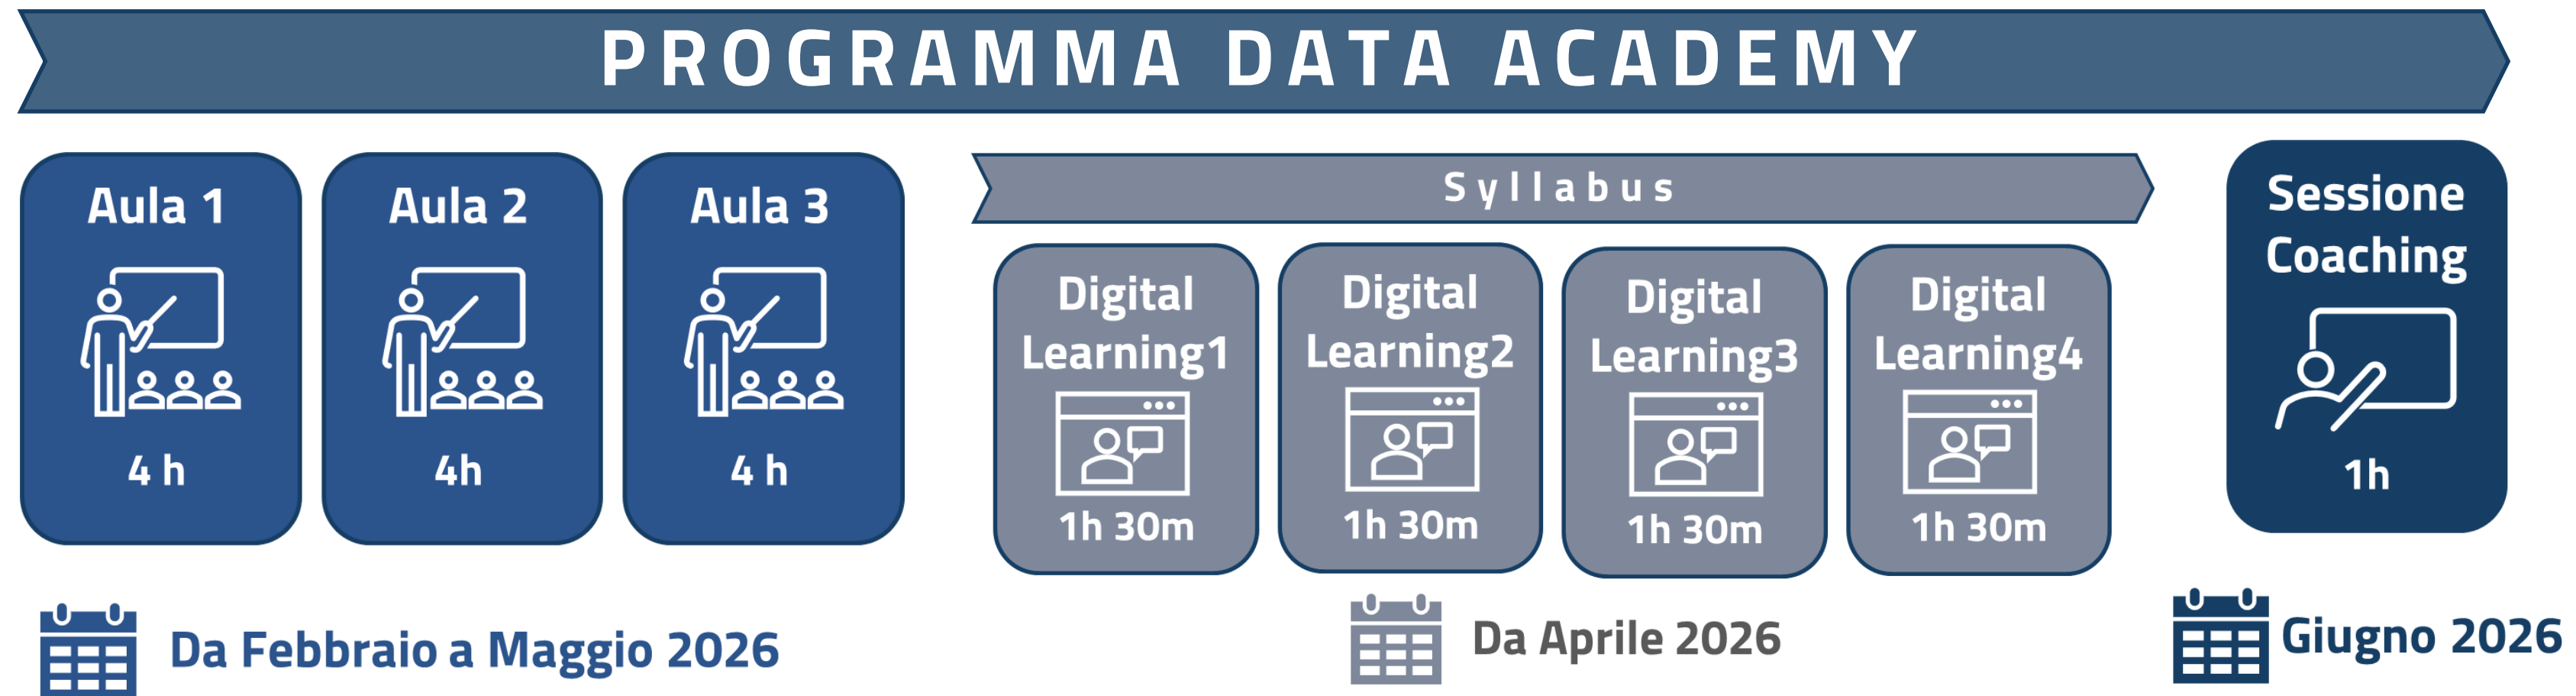 PROGRAMMA DATA ACADEMY
Aula 1
4 h
Aula 2
4h
Aula 3
4 h
Da Febbraio a Maggio 2026
Syllabus
Digital
Learning1
1h 30m
Digital
Learning2
1h 30m
Digital
Learning3
1h 30m
Digital
Learning4
1h 30m
Da Aprile 2026
Sessione
Coaching
1h
Giugno 2026